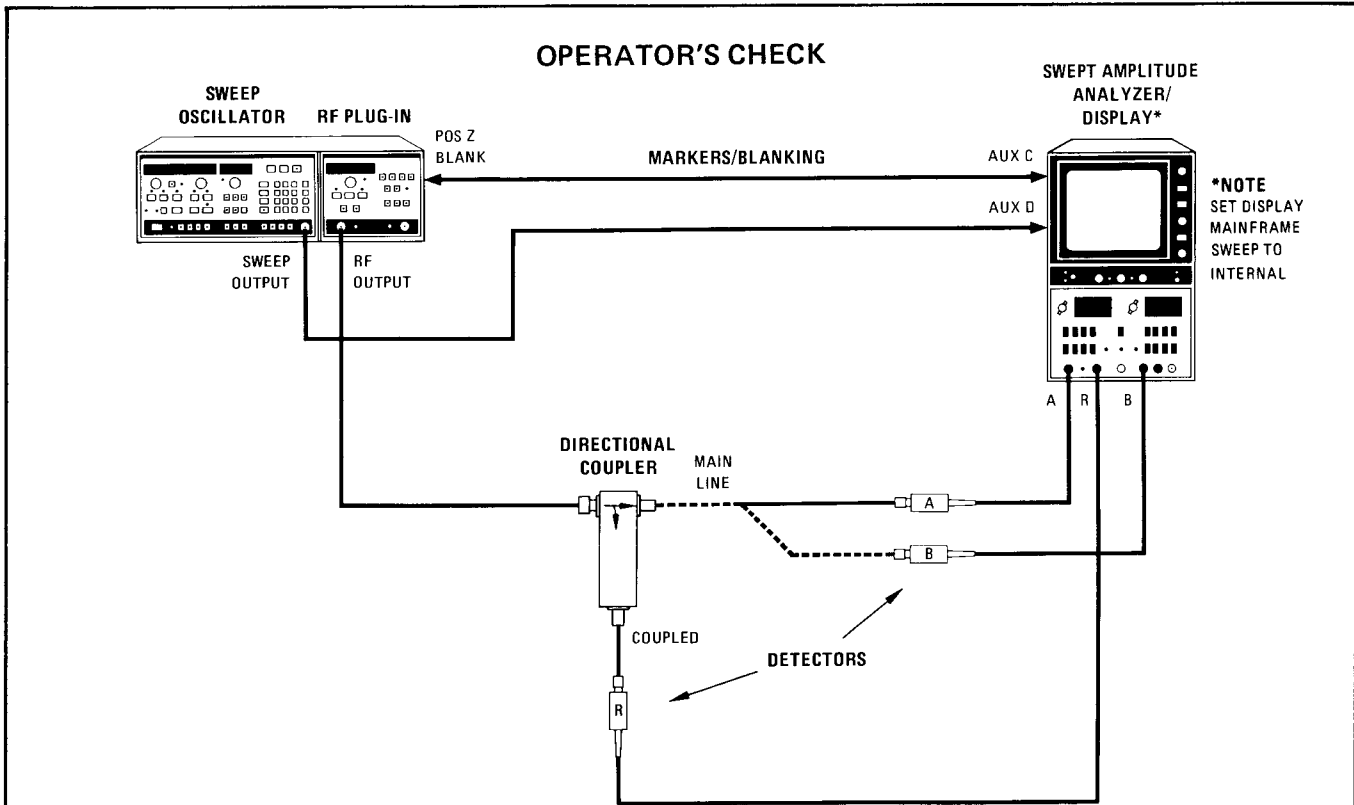 OPERATOR'S CHECK
SWEEP
OSCILLATOR
RF PLUG-IN
POS Z
BLANK
MARKERS/BLANKING
SWEPT AMPLITUDE
ANALYZER/
DISPLAY*
AUX C
AUX D
*NOTE
SET DISPLAY
MAINFRAME
SWEEP TO
INTERNAL
SWEEP
OUTPUT
RF
OUTPUT
A
R
B
DIRECTIONAL
COUPLER
MAIN
LINE
A
B
COUPLED
DETECTORS
R